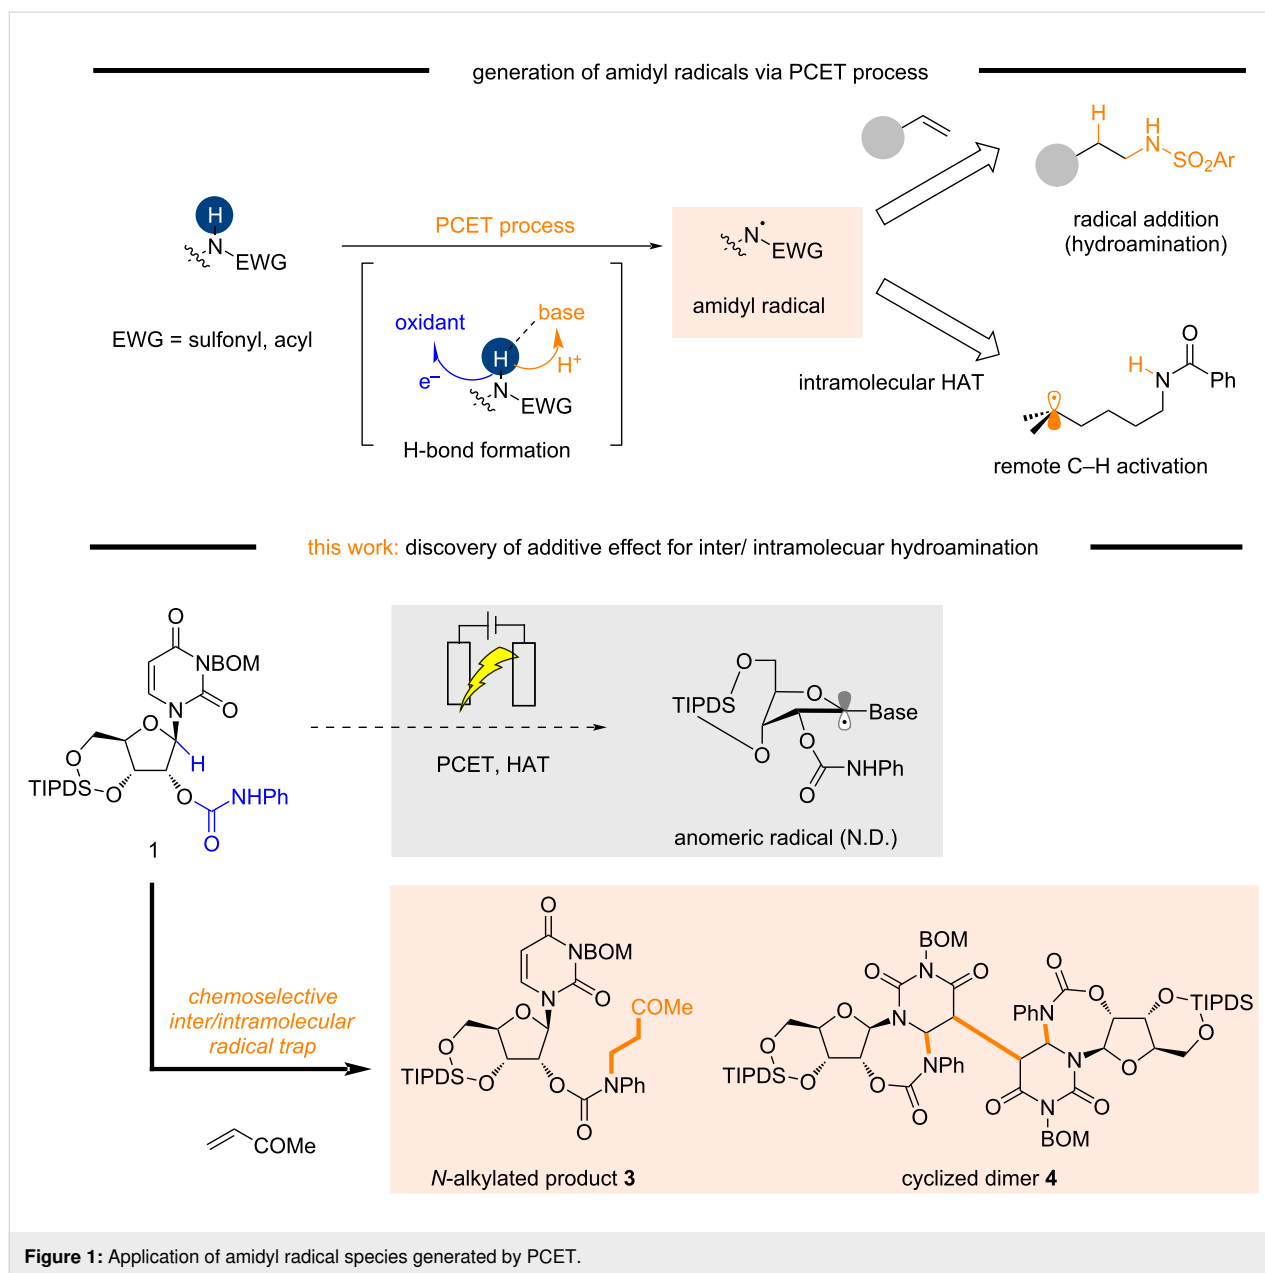 generation of amidyl radicals via PCET process
H
N
EWG
EWG = sulfonyl, acyl
PCET process
oxidant
base
H
e–
H+
N
EWG
H-bond formation
N•
EWG
amidyl radical
H
H
N
SO2Ar
radical addition
(hydroamination)
intramolecular HAT
O
H
N
Ph
remote C–H activation
this work: discovery of additive effect for inter/ intramolecuar hydroamination
O
NBOM
N
O
O
H
O
TIPDS
O
O
NHPh
O
1
PCET, HAT
O
O
TIPDS
Base
O
O
NHPh
O
anomeric radical (N.D.)
chemoselective
inter/intramolecular
radical trap
COMe
O
NBOM
N
O
COMe
O
O
TIPDS
O
O
NPh
O
N-alkylated product 3
BOM
O
N
O
O
N
O
TIPDS
O
O
NPh
O
O
O
PhN
O
TIPDS
O
N
O
O
N
O
BOM
cyclized dimer 4
Figure 1: Application of amidyl radical species generated by PCET.